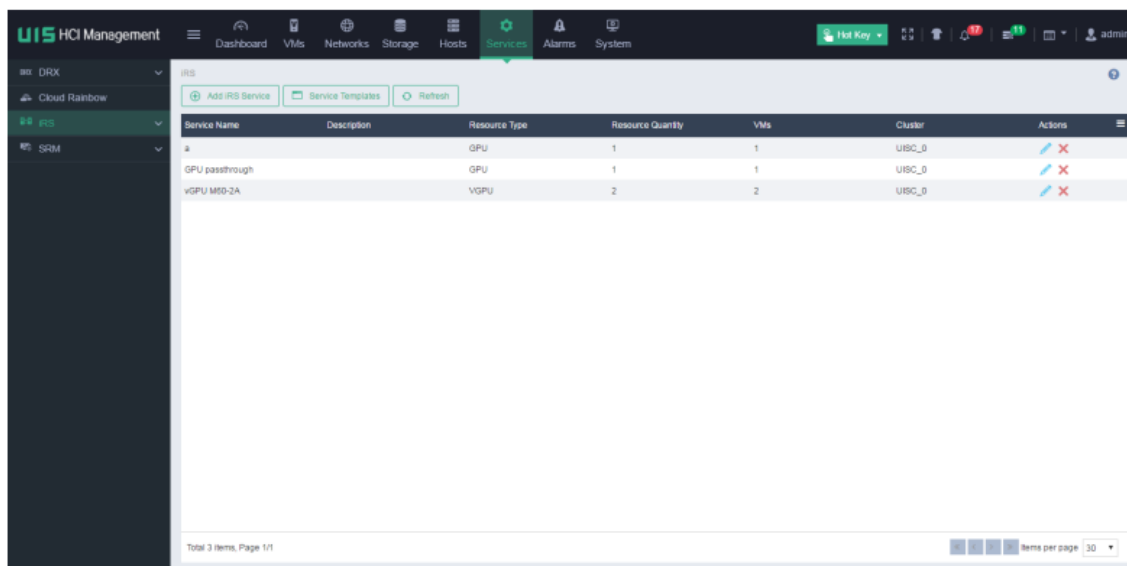 UIS HCI Management
Dashboard VMs Networks Storage Hosts Services Alarms System
Hot Key 17 11 admin
DRX
Cloud Rainbow
iRS
SRM
iRS
Add iRS Service Service Templates Refresh
Service Name Description Resource Type Resource Quantity VMs Cluster Actions
a GPU 1 1 UISC_0
GPU passthrough GPU 1 1 UISC_0
vGPU M60-2A VGPU 2 2 UISC_0
Total 3 items, Page 1/1
Items per page 30